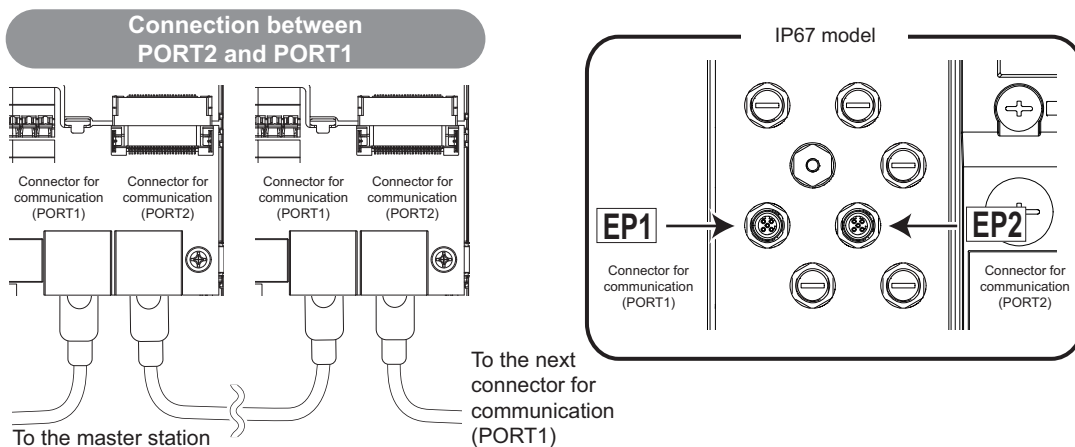 Connection between
PORT2 and PORT1
Connector for
communication
(PORT1)
Connector for
communication
(PORT2)
Connector for
communication
(PORT1)
Connector for
communication
(PORT2)
To the master station
To the next
connector for
communication
(PORT1)
IP67 model
EP1
EP2
Connector for
communication
(PORT1)
Connector for
communication
(PORT2)